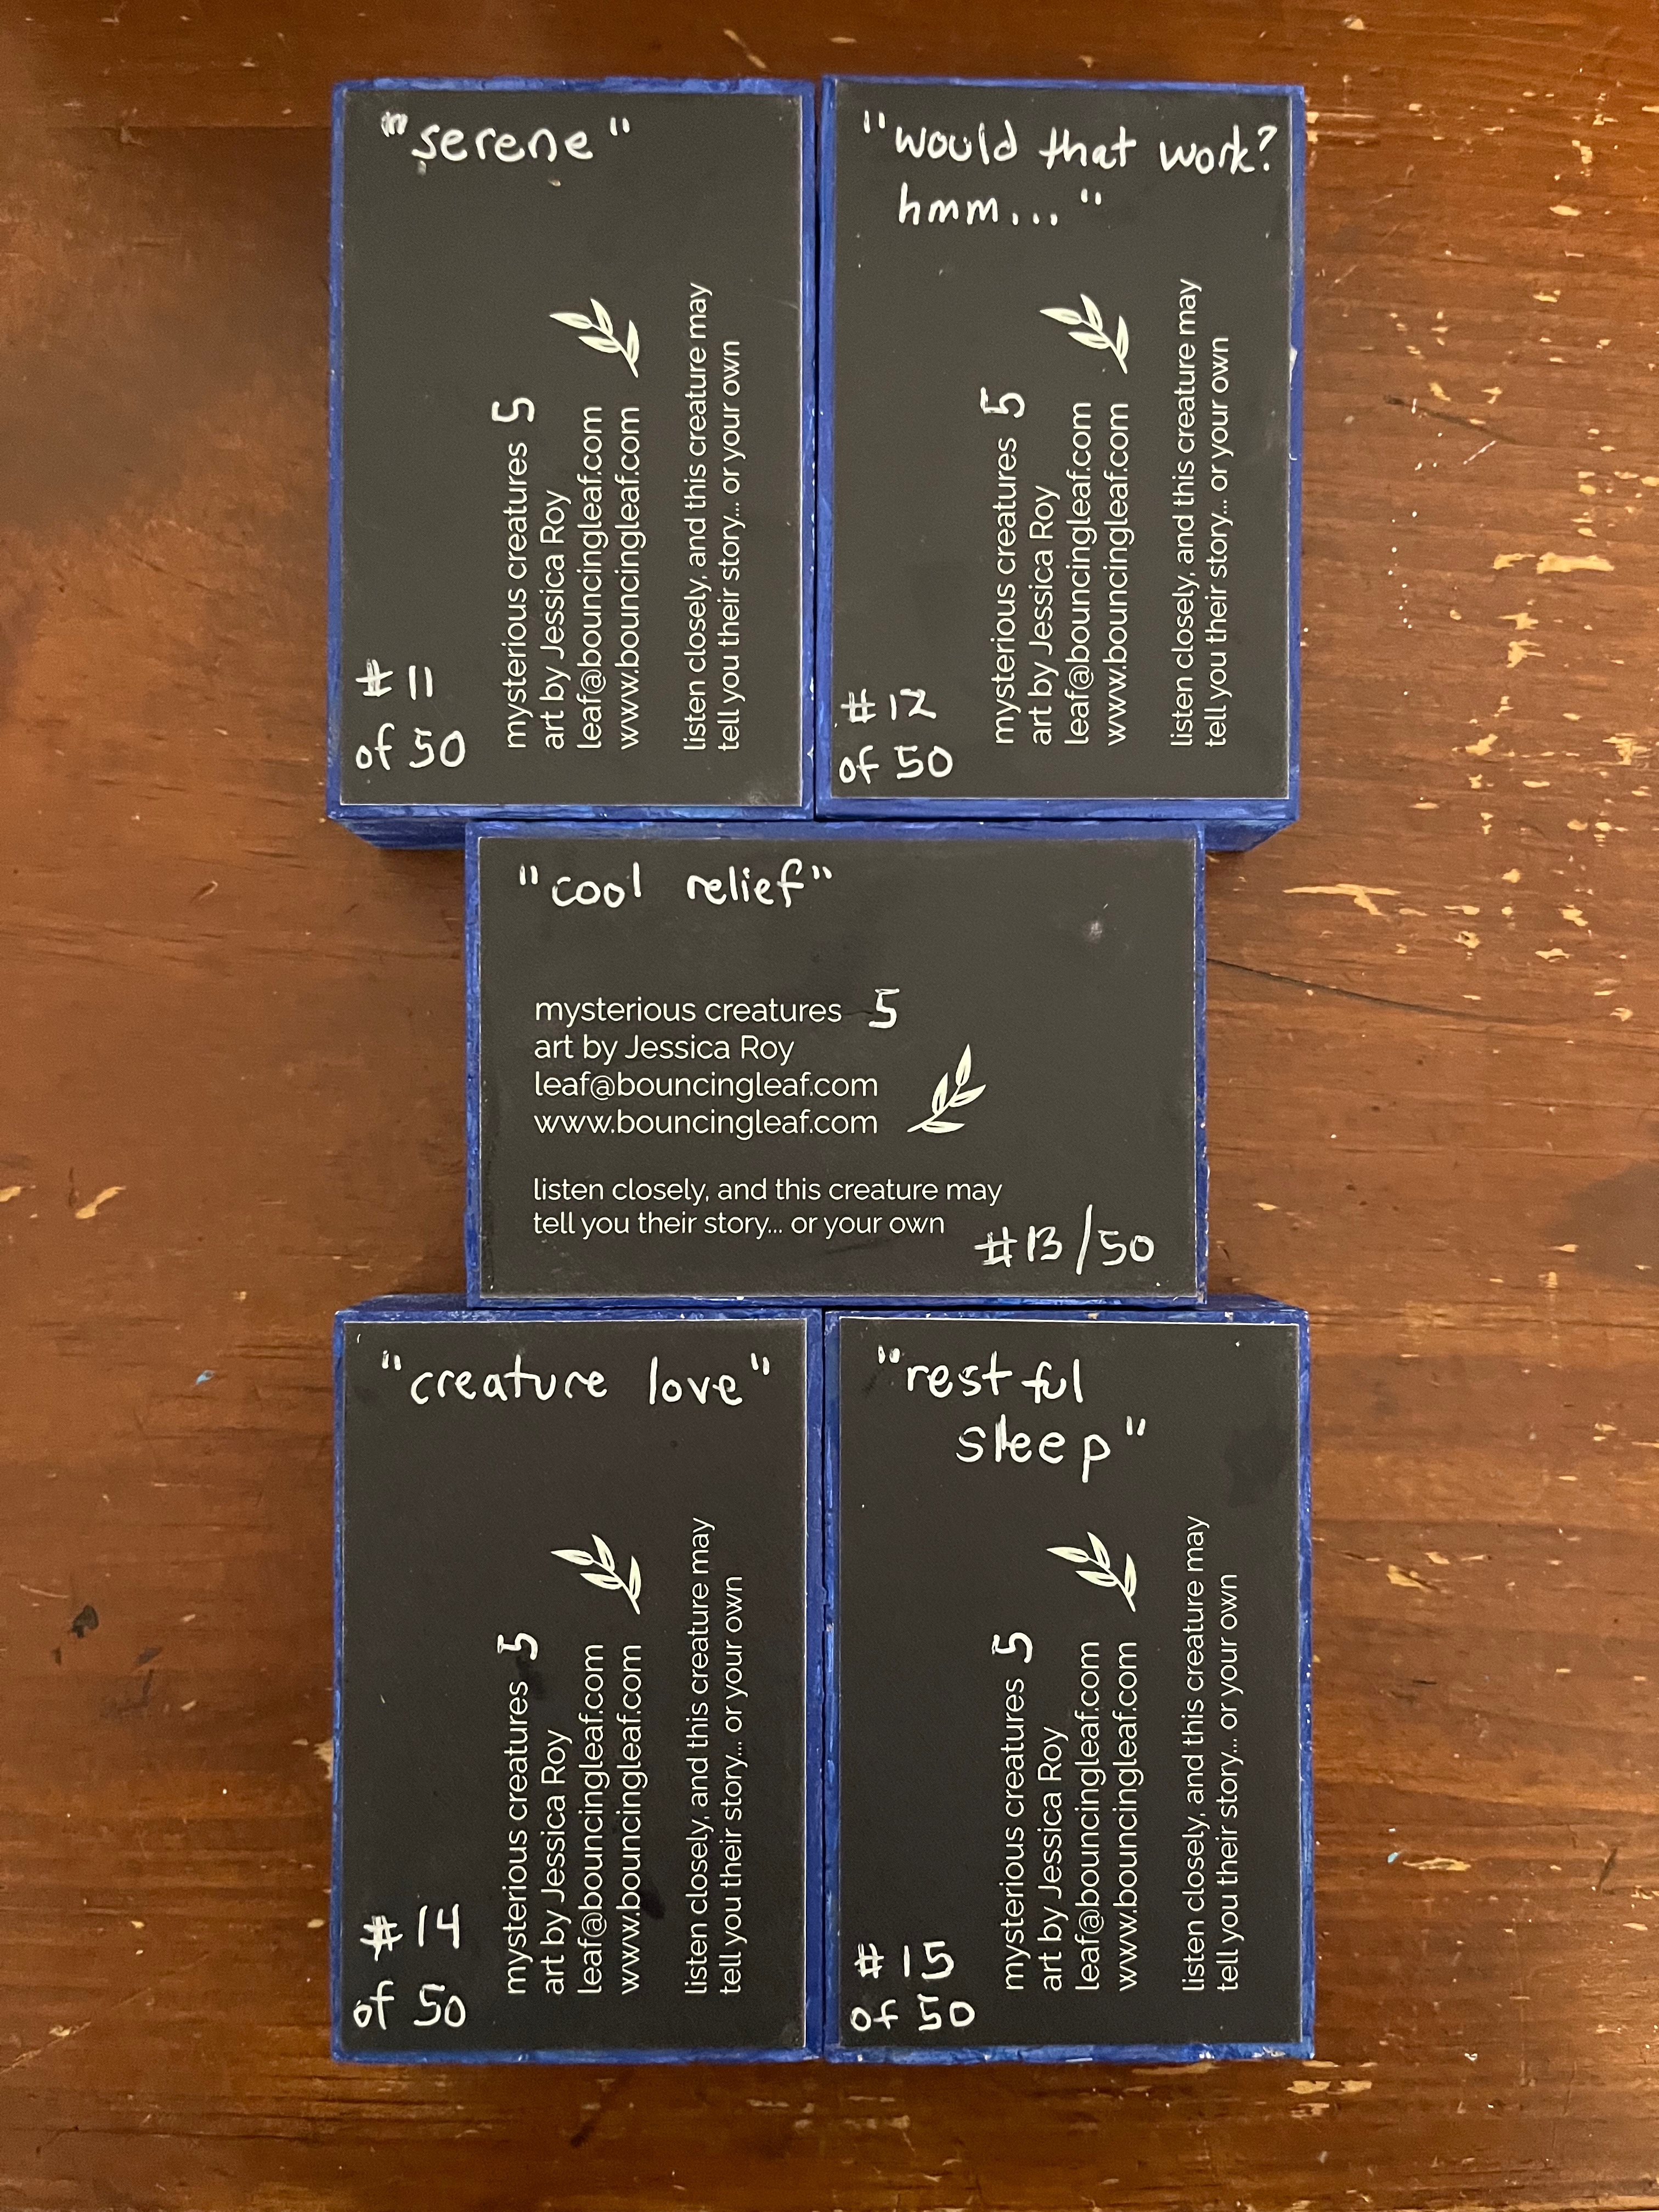 "serene"
mysterious creatures 5
art by Jessica Roy
leaf@bouncingleaf.com
www.bouncingleaf.com
listen closely, and this creature may
tell you their story... or your own
#11
of 50
"would that work?
hmm..."
mysterious creatures 5
art by Jessica Roy
leaf@bouncingleaf.com
www.bouncingleaf.com
listen closely, and this creature may
tell you their story... or your own
#12
of 50
"cool relief"
mysterious creatures 5
art by Jessica Roy
leaf@bouncingleaf.com
www.bouncingleaf.com
listen closely, and this creature may
tell you their story... or your own
#13/50
"creature love"
mysterious creatures 5
art by Jessica Roy
leaf@bouncingleaf.com
www.bouncingleaf.com
listen closely, and this creature may
tell you their story... or your own
#14
of 50
"restful
sleep"
mysterious creatures 5
art by Jessica Roy
leaf@bouncingleaf.com
www.bouncingleaf.com
listen closely, and this creature may
tell you their story... or your own
#15
of 50